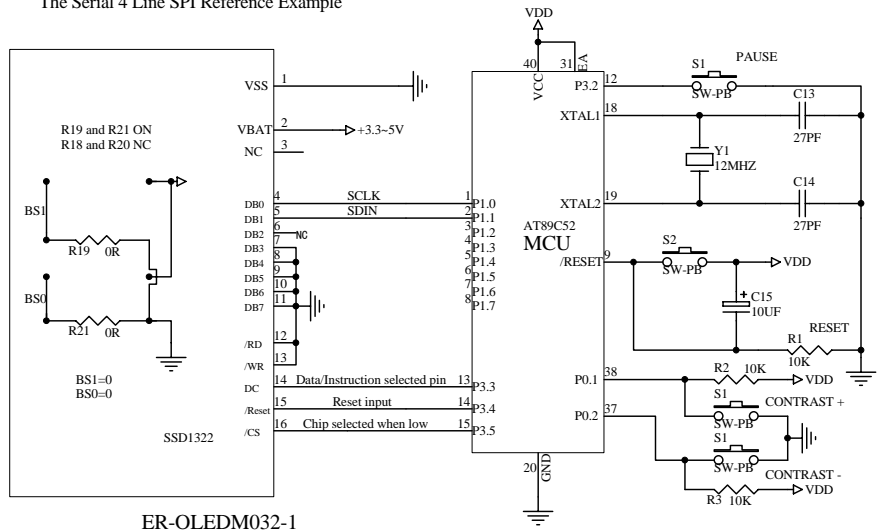 The Serial 4 Line SPI Reference Example
VDD
40
31
VCC
EA
S1
PAUSE
12
P3.2
SW-PB
C13
18
XTAL1
27PF
Y1
12MHZ
C14
19
XTAL2
27PF
AT89C52
MCU
S2
9
/RESET
SW-PB
VDD
C15
+
10UF
R1
RESET
10K
R2
10K
38
P0.1
VDD
S1
CONTRAST +
SW-PB
37
P0.2
S1
SW-PB
CONTRAST -
R3
10K
VDD
20
GND
VSS
1
VBAT
2
+3.3~5V
NC
3
R19 and R21 ON
R18 and R20 NC
BS1
R19
0R
BS0
R21
0R
BS1=0
BS0=0
SSD1322
DB0
4
SCLK
1
P1.0
DB1
5
SDIN
2
P1.1
DB2
6
NC
3
P1.2
DB3
7
4
P1.3
DB4
8
5
P1.4
DB5
9
6
P1.5
DB6
10
7
P1.6
DB7
11
8
P1.7
/RD
12
/WR
13
DC
14
Data/Instruction selected pin
13
P3.3
/Reset
15
Reset input
14
P3.4
/CS
16
Chip selected when low
15
P3.5
ER-OLEDM032-1